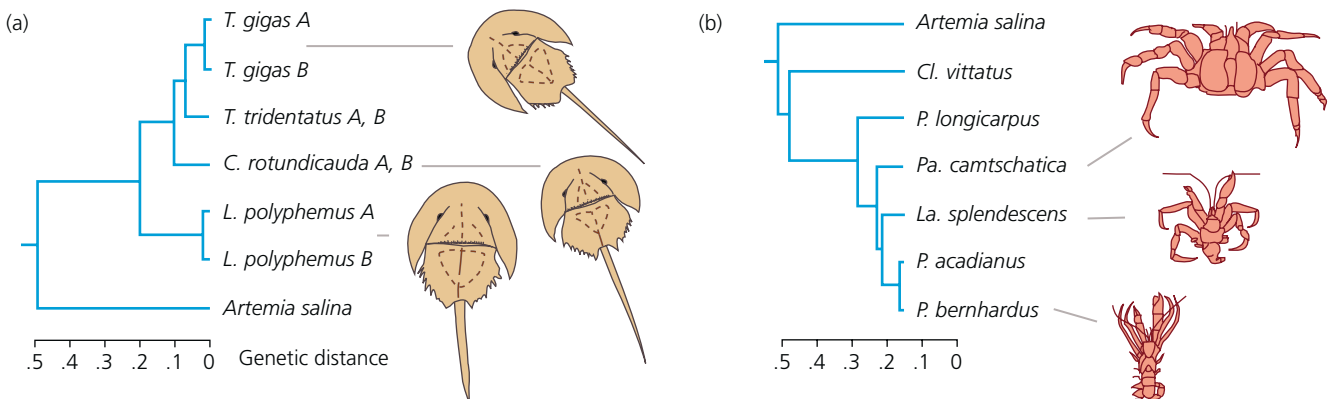 (a)
T. gigas A
T. gigas B
T. tridentatus A, B
C. rotundicauda A, B
L. polyphemus A
L. polyphemus B
Artemia salina
.5 .4 .3 .2 .1 0 Genetic distance
(b)
Artemia salina
Cl. vittatus
P. longicarpus
Pa. camtschatica
La. splendescens
P. acadianus
P. bernhardus
.5 .4 .3 .2 .1 0